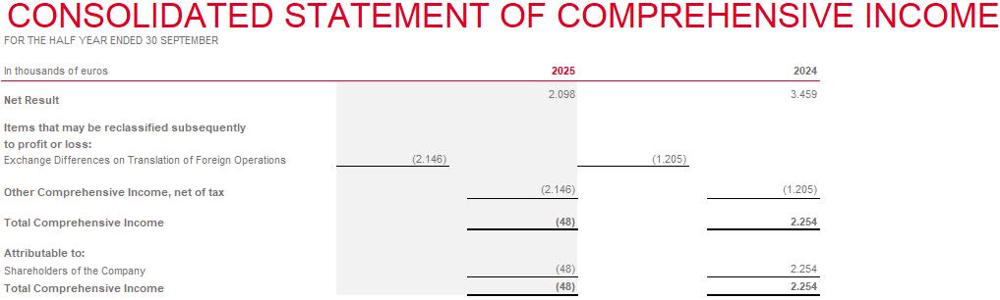 CONSOLIDATED STATEMENT OF COMPREHENSIVE INCOME
FOR THE HALF YEAR ENDED 30 SEPTEMBER
In thousands of euros 2025 2024
Net Result 2.098 3.459
Items that may be reclassified subsequently
to profit or loss:
Exchange Differences on Translation of Foreign Operations (2.146) (1.205)
Other Comprehensive Income, net of tax (2.146) (1.205)
Total Comprehensive Income (48) 2.254
Attributable to:
Shareholders of the Company (48) 2.254
Total Comprehensive Income (48) 2.254